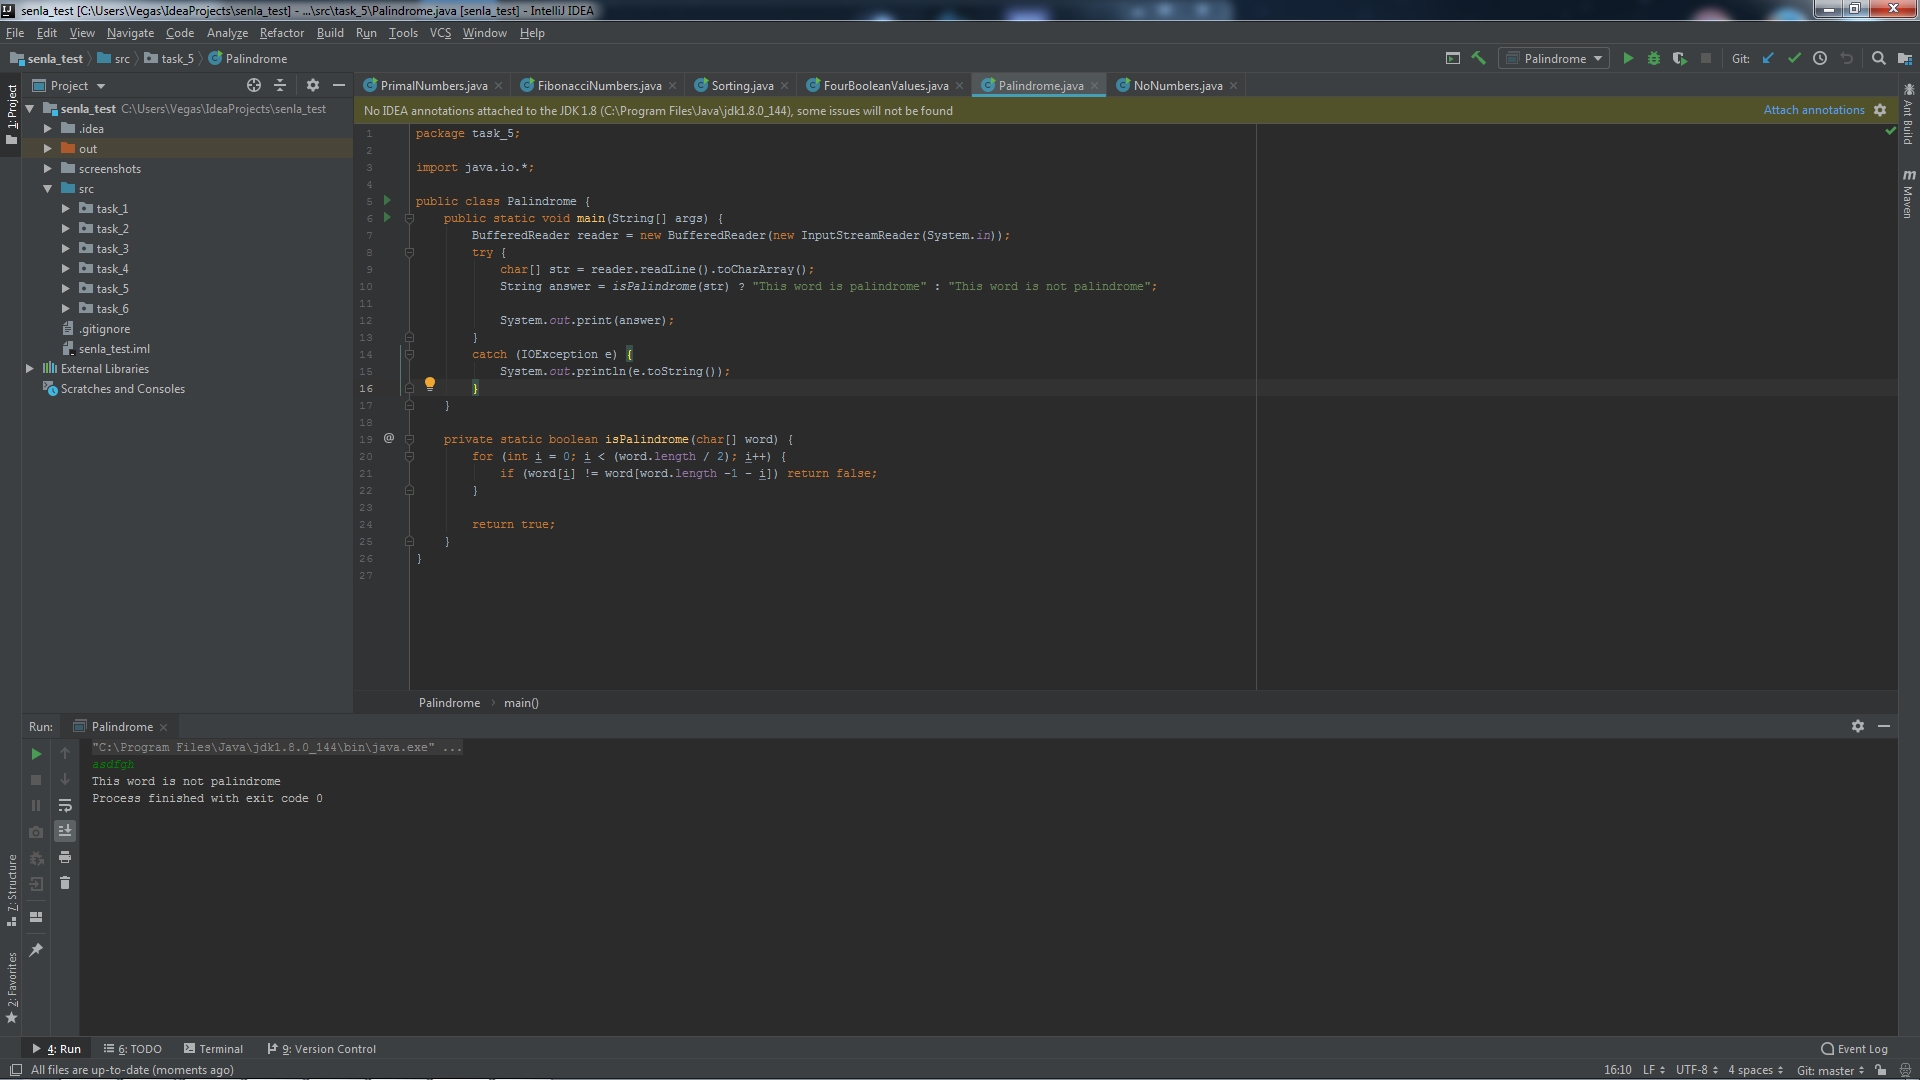 senla_test [C:\Users\Vegas\IdeaProjects\senla_test] - ...\src\task_5\Palindrome.java [senla_test] - IntelliJ IDEA
File Edit View Navigate Code Analyze Refactor Build Run Tools VCS Window Help
senla_test src task_5 Palindrome
Palindrome Git:
Project
PrimalNumbers.java FibonacciNumbers.java Sorting.java FourBooleanValues.java Palindrome.java NoNumbers.java
1: Project
senla_test C:\Users\Vegas\IdeaProjects\senla_test
.idea
out
screenshots
src
task_1
task_2
task_3
task_4
task_5
task_6
.gitignore
senla_test.iml
External Libraries
Scratches and Consoles
No IDEA annotations attached to the JDK 1.8 (C:\Program Files\Java\jdk1.8.0_144), some issues will not be found Attach annotations
1 package task_5;
2
3 import java.io.*;
4
5 public class Palindrome {
6 public static void main(String[] args) {
7 BufferedReader reader = new BufferedReader(new InputStreamReader(System.in));
8 try {
9 char[] str = reader.readLine().toCharArray();
10 String answer = isPalindrome(str) ? "This word is palindrome" : "This word is not palindrome";
11
12 System.out.print(answer);
13 }
14 catch (IOException e) {
15 System.out.println(e.toString());
16 }
17 }
18
19 @ private static boolean isPalindrome(char[] word) {
20 for (int i = 0; i < (word.length / 2); i++) {
21 if (word[i] != word[word.length -1 - i]) return false;
22 }
23
24 return true;
25 }
26 }
27
Ant Build
Maven
Palindrome main()
Run: Palindrome
"C:\Program Files\Java\jdk1.8.0_144\bin\java.exe" ...
asdfgh
This word is not palindrome
Process finished with exit code 0
7: Structure
2: Favorites
4: Run 6: TODO Terminal 9: Version Control Event Log
All files are up-to-date (moments ago) 16:10 LF UTF-8 4 spaces Git: master